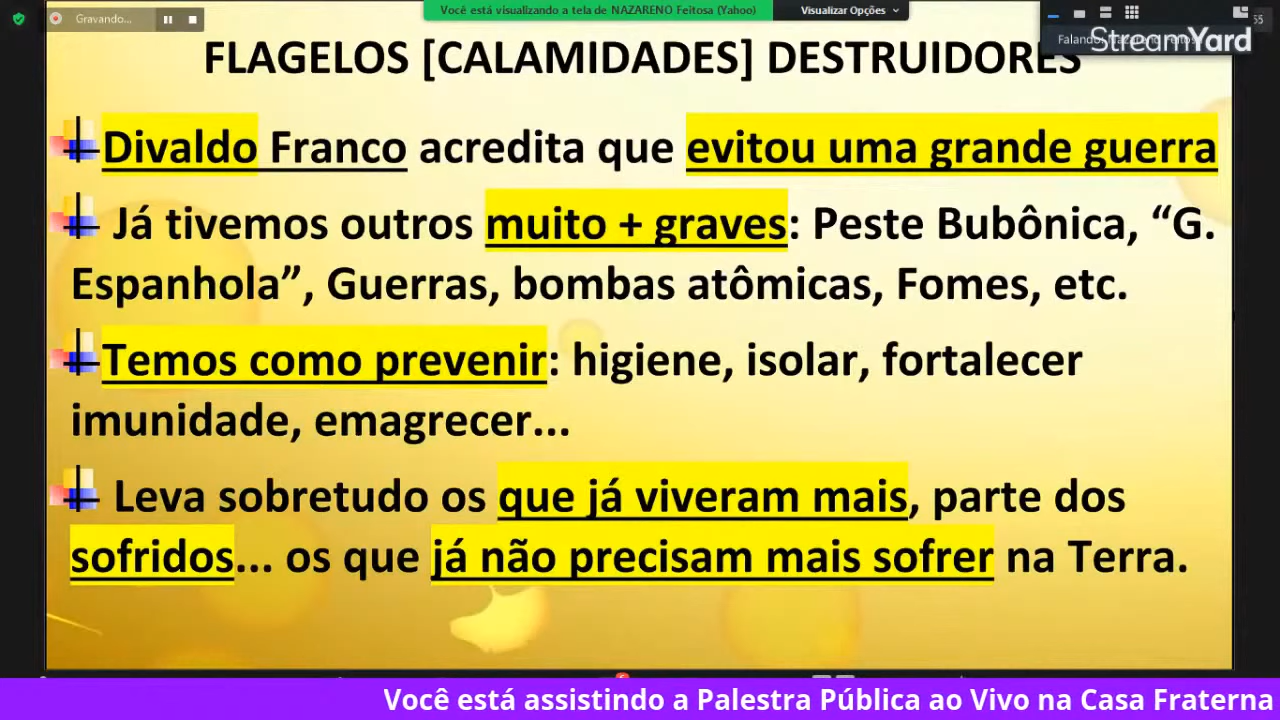 Gravando...
Você está visualizando a tela de NAZARENO Feitosa (Yahoo)
Visualizar Opções
55
StreamYard
FLAGELOS [CALAMIDADES] DESTRUIDORES
Divaldo Franco acredita que evitou uma grande guerra
Já tivemos outros muito + graves: Peste Bubônica, “G.
Espanhola”, Guerras, bombas atômicas, Fomes, etc.
Temos como prevenir: higiene, isolar, fortalecer
imunidade, emagrecer...
Leva sobretudo os que já viveram mais, parte dos
sofridos... os que já não precisam mais sofrer na Terra.
Você está assistindo a Palestra Pública ao Vivo na Casa Fraterna